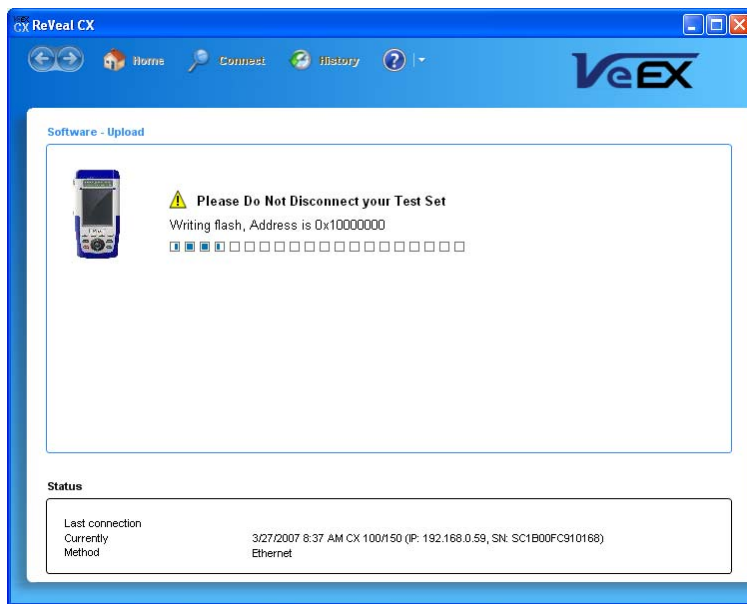 CX ReVeal CX
Home Connect History ?
VeEX
Software - Upload
Please Do Not Disconnect your Test Set
Writing flash, Address is 0x10000000
Status
Last connection
Currently 3/27/2007 8:37 AM CX 100/150 (IP: 192.168.0.59, SN: SC1B00FC910168)
Method Ethernet